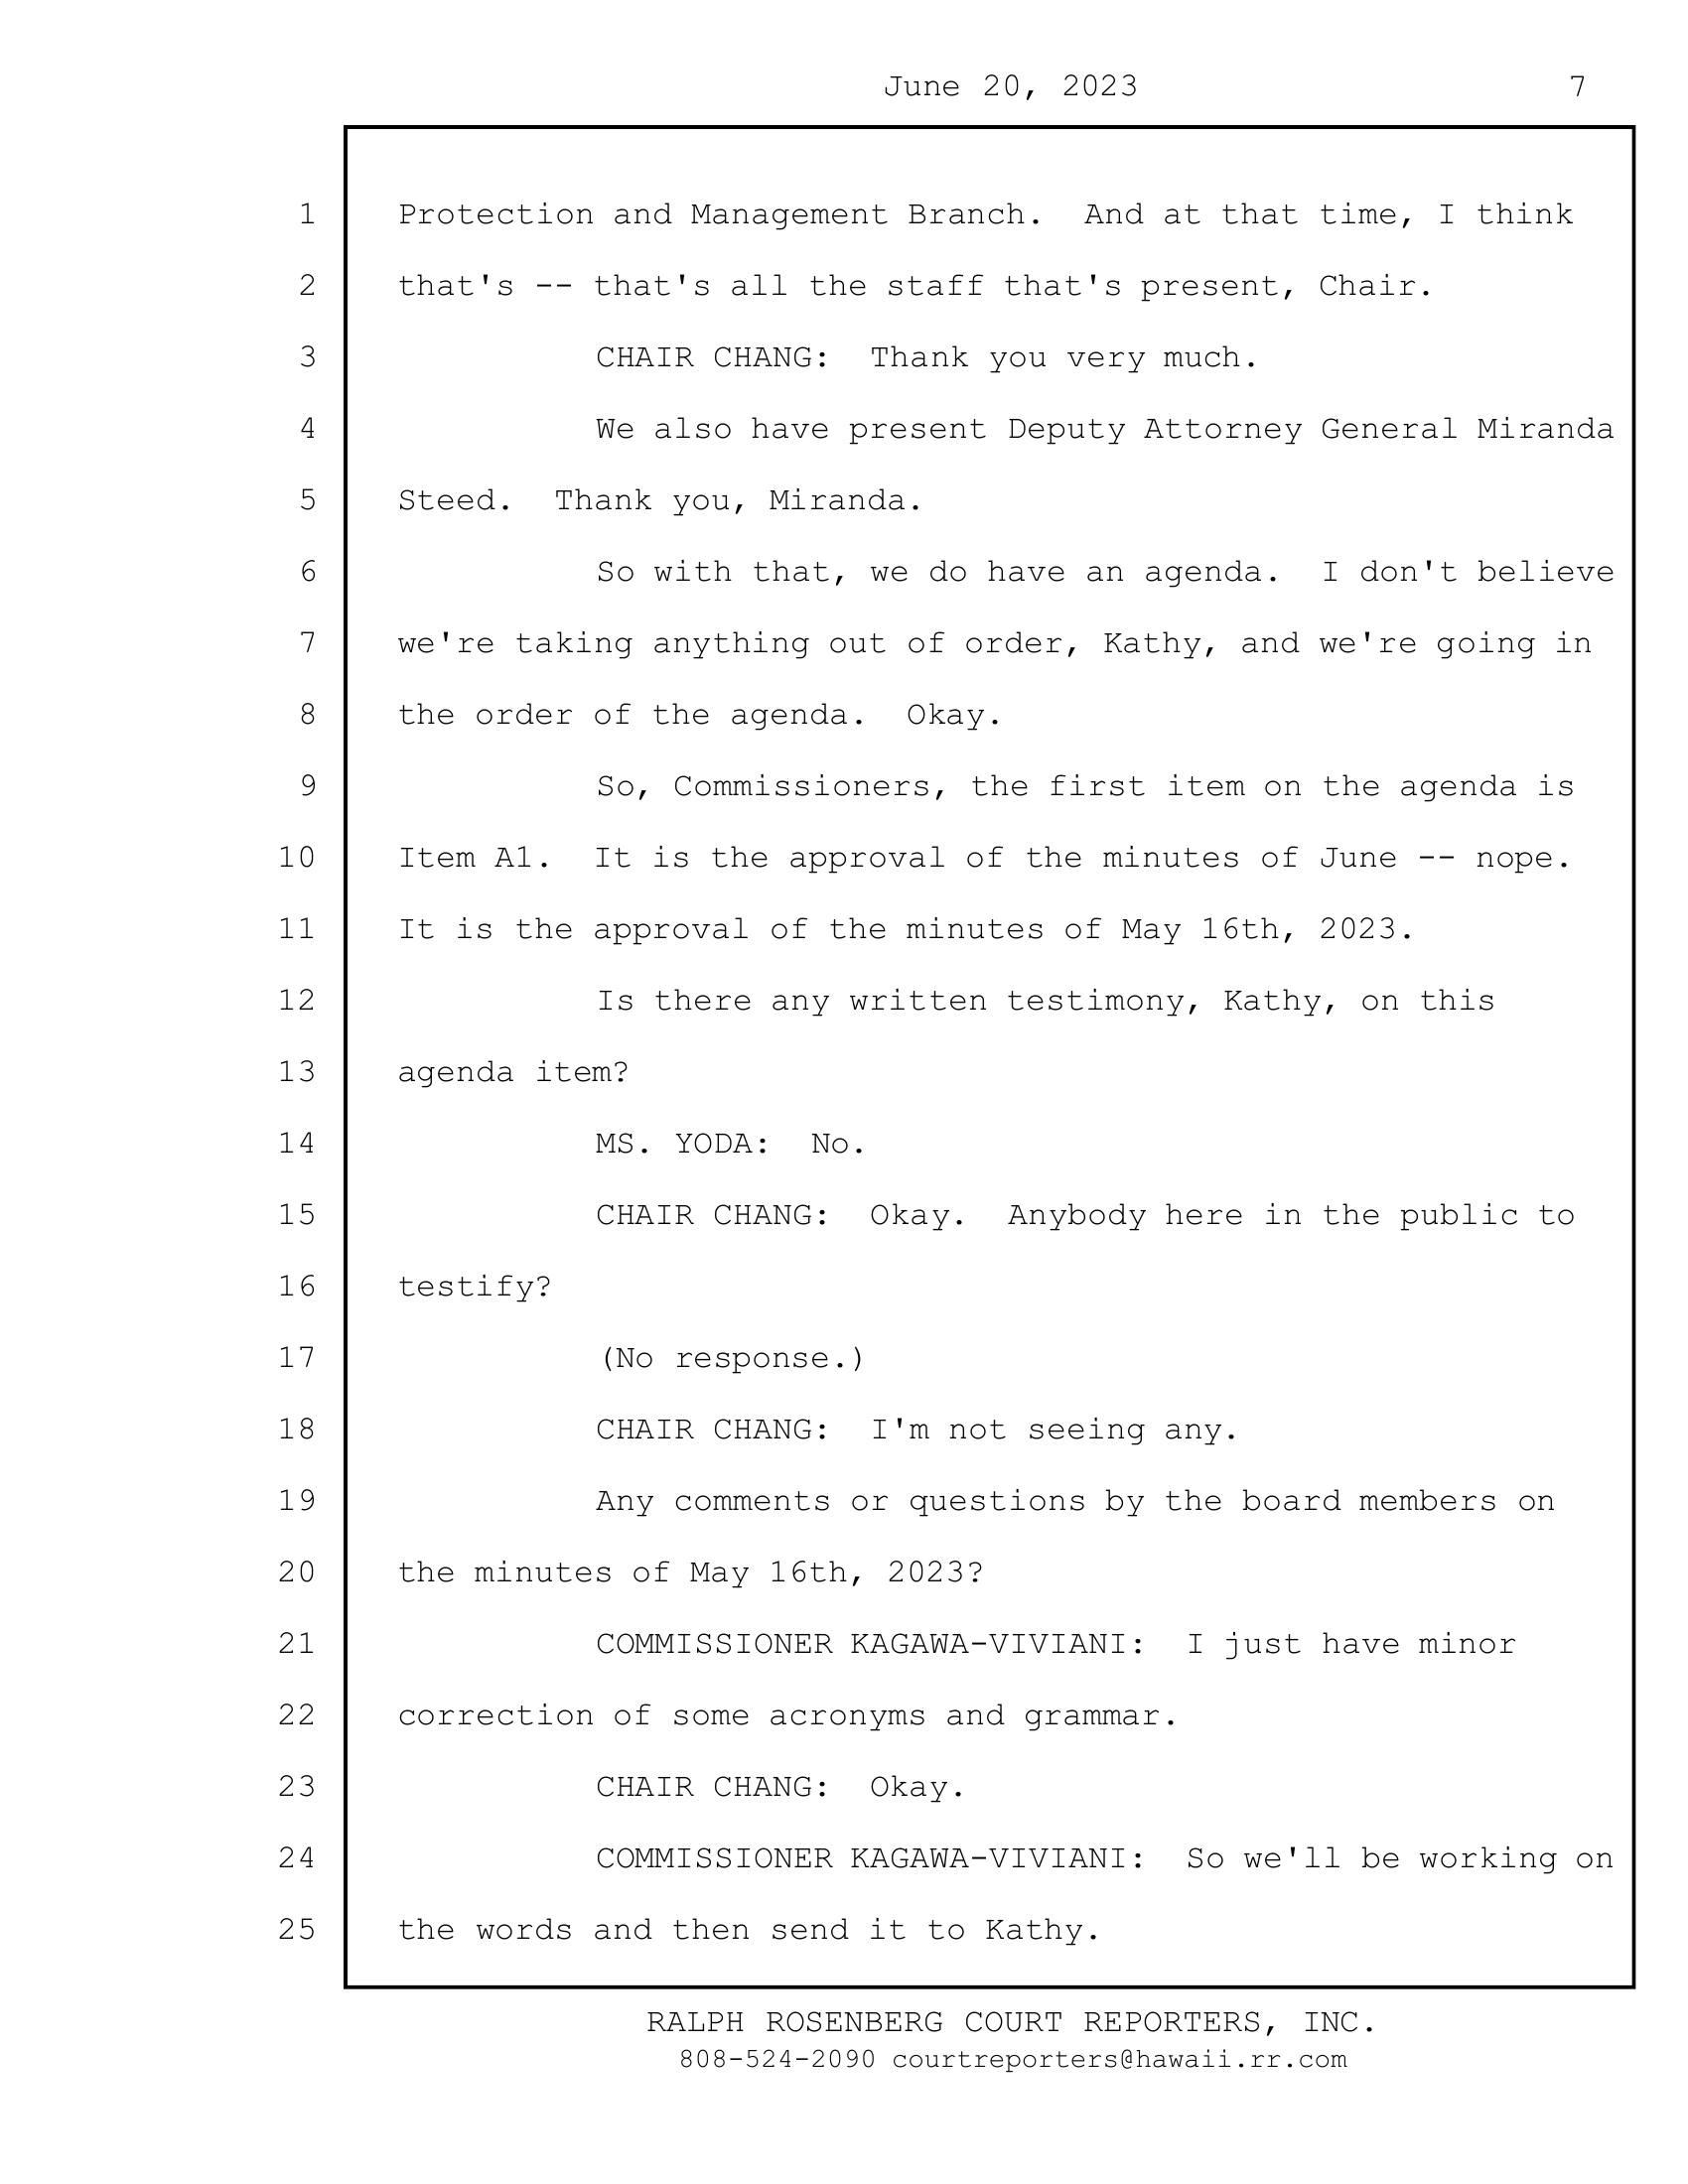 June 20, 2023 7
1 Protection and Management Branch.  And at that time, I think
2 that's -- that's all the staff that's present, Chair.
3 CHAIR CHANG:  Thank you very much.
4 We also have present Deputy Attorney General Miranda
5 Steed.  Thank you, Miranda.
6 So with that, we do have an agenda.  I don't believe
7 we're taking anything out of order, Kathy, and we're going in
8 the order of the agenda.  Okay.
9 So, Commissioners, the first item on the agenda is
10 Item A1.  It is the approval of the minutes of June -- nope.
11 It is the approval of the minutes of May 16th, 2023.
12 Is there any written testimony, Kathy, on this
13 agenda item?
14 MS. YODA:  No.
15 CHAIR CHANG:  Okay.  Anybody here in the public to
16 testify?
17 (No response.)
18 CHAIR CHANG:  I'm not seeing any.
19 Any comments or questions by the board members on
20 the minutes of May 16th, 2023?
21 COMMISSIONER KAGAWA-VIVIANI:  I just have minor
22 correction of some acronyms and grammar.
23 CHAIR CHANG:  Okay.
24 COMMISSIONER KAGAWA-VIVIANI:  So we'll be working on
25 the words and then send it to Kathy.
RALPH ROSENBERG COURT REPORTERS, INC.
808-524-2090 courtreporters@hawaii.rr.com